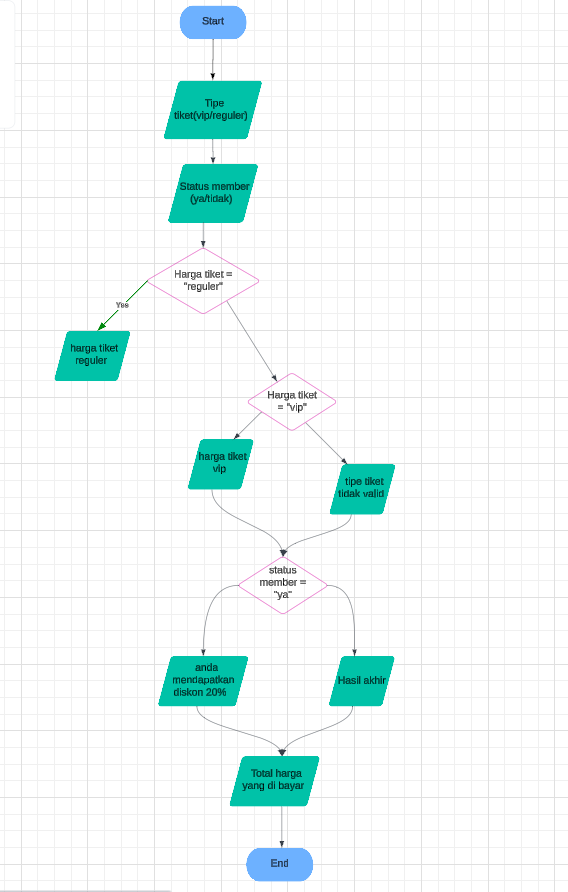 Start
Tipe
tiket(vip/reguler)
Status member
(ya/tidak)
Harga tiket =
"reguler"
Yes
harga tiket
reguler
Harga tiket
= "vip"
harga tiket
vip
tipe tiket
tidak valid
status
member =
"ya"
anda
mendapatkan
diskon 20%
Hasil akhir
Total harga
yang di bayar
End